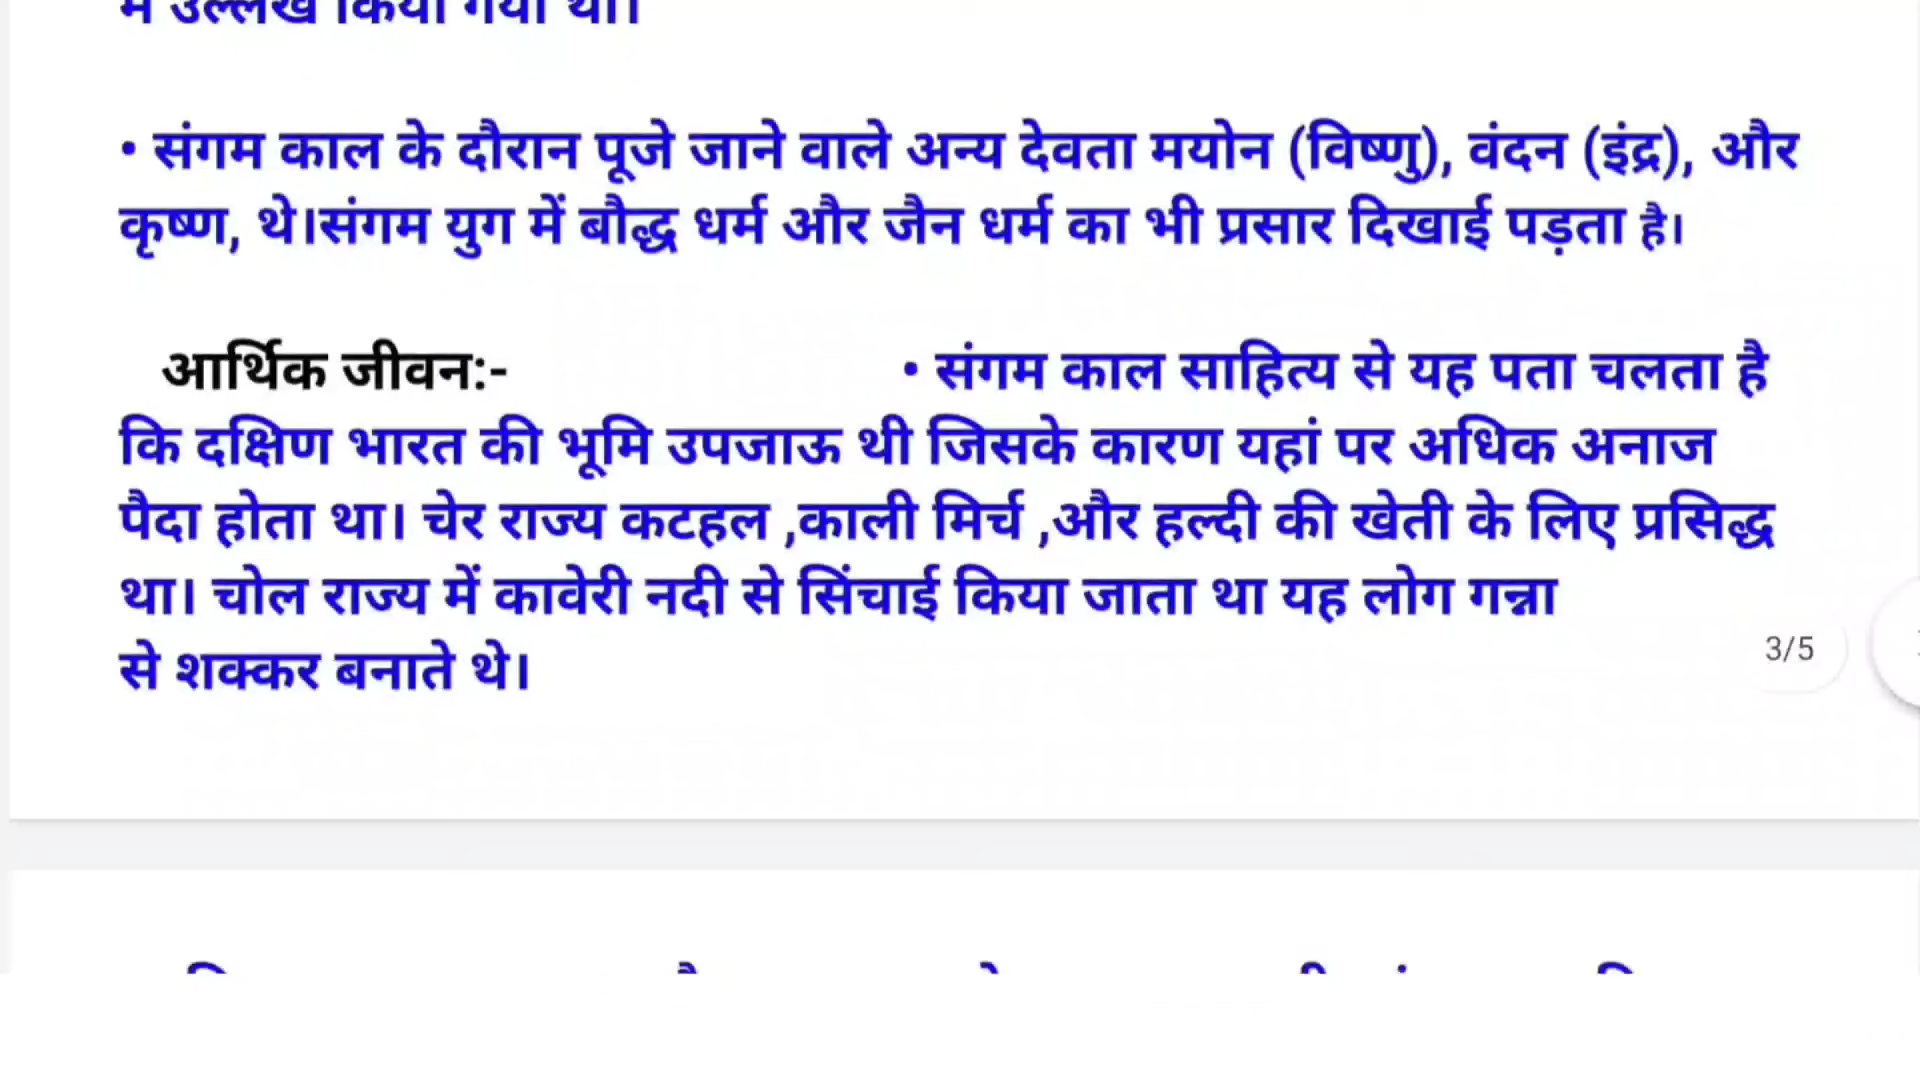 में उल्लेख किया गया था।
• संगम काल के दौरान पूजे जाने वाले अन्य देवता मयोन (विष्णु), वंदन (इंद्र), और
कृष्ण, थे।संगम युग में बौद्ध धर्म और जैन धर्म का भी प्रसार दिखाई पड़ता है।
आर्थिक जीवन:- • संगम काल साहित्य से यह पता चलता है
कि दक्षिण भारत की भूमि उपजाऊ थी जिसके कारण यहां पर अधिक अनाज
पैदा होता था। चेर राज्य कटहल ,काली मिर्च ,और हल्दी की खेती के लिए प्रसिद्ध
था। चोल राज्य में कावेरी नदी से सिंचाई किया जाता था यह लोग गन्ना
से शक्कर बनाते थे।
3/5